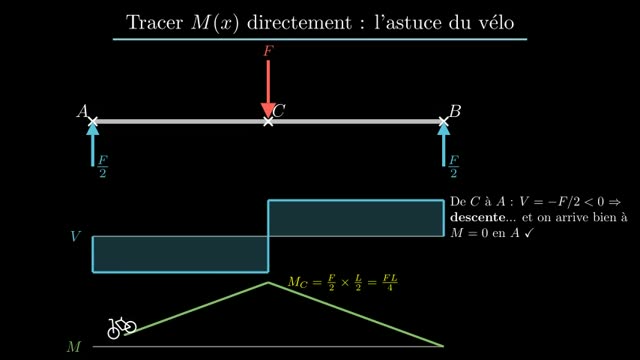 Tracer M(x) directement : l'astuce du vélo
F
A
C
B
F/2
F/2
De C à A : V = −F/2 < 0 ⇒
descente... et on arrive bien à
M = 0 en A ✓
V
M_C = F/2 × L/2 = FL/4
M